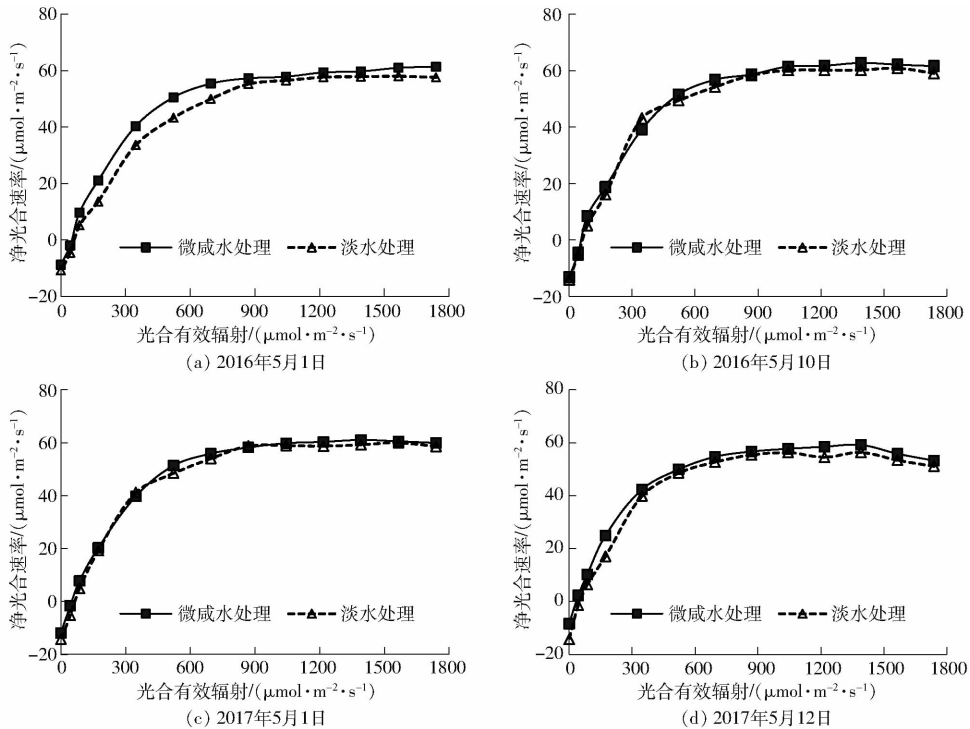 80
60
40
20
0
−20
净光合速率/(μmol·m⁻²·s⁻¹)
微咸水处理
淡水处理
0
300
600
900
1200
1500
1800
光合有效辐射/(μmol·m⁻²·s⁻¹)
(a) 2016年5月1日
80
60
40
20
0
−20
净光合速率/(μmol·m⁻²·s⁻¹)
微咸水处理
淡水处理
0
300
600
900
1200
1500
1800
光合有效辐射/(μmol·m⁻²·s⁻¹)
(b) 2016年5月10日
80
60
40
20
0
−20
净光合速率/(μmol·m⁻²·s⁻¹)
微咸水处理
淡水处理
0
300
600
900
1200
1500
1800
光合有效辐射/(μmol·m⁻²·s⁻¹)
(c) 2017年5月1日
80
60
40
20
0
−20
净光合速率/(μmol·m⁻²·s⁻¹)
微咸水处理
淡水处理
0
300
600
900
1200
1500
1800
光合有效辐射/(μmol·m⁻²·s⁻¹)
(d) 2017年5月12日